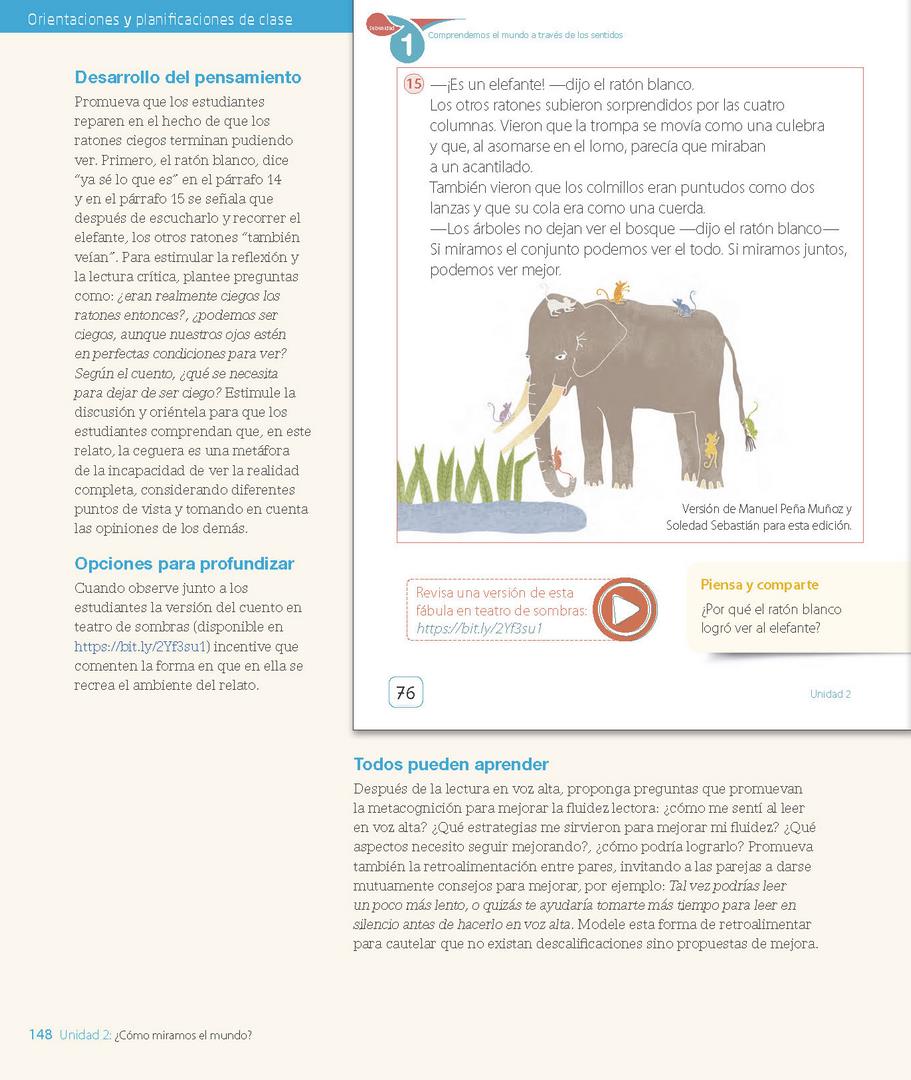 Orientaciones y planificaciones de clase
Desarrollo del pensamiento
Promueva que los estudiantes
reparen en el hecho de que los
ratones ciegos terminan pudiendo
ver. Primero, el ratón blanco, dice
“ya sé lo que es” en el párrafo 14
y en el párrafo 15 se señala que
después de escucharlo y recorrer el
elefante, los otros ratones “también
veían”. Para estimular la reflexión y
la lectura crítica, plantee preguntas
como: ¿eran realmente ciegos los
ratones entonces?, ¿podemos ser
ciegos, aunque nuestros ojos estén
en perfectas condiciones para ver?
Según el cuento, ¿qué se necesita
para dejar de ser ciego? Estimule la
discusión y oriéntela para que los
estudiantes comprendan que, en este
relato, la ceguera es una metáfora
de la incapacidad de ver la realidad
completa, considerando diferentes
puntos de vista y tomando en cuenta
las opiniones de los demás.
Opciones para profundizar
Cuando observe junto a los
estudiantes la versión del cuento en
teatro de sombras (disponible en
https://bit.ly/2Yf3su1) incentive que
comenten la forma en que en ella se
recrea el ambiente del relato.
Subunidad
1
Comprendemos el mundo a través de los sentidos
15 —¡Es un elefante! —dijo el ratón blanco.
Los otros ratones subieron sorprendidos por las cuatro
columnas. Vieron que la trompa se movía como una culebra
y que, al asomarse en el lomo, parecía que miraban
a un acantilado.
También vieron que los colmillos eran puntudos como dos
lanzas y que su cola era como una cuerda.
—Los árboles no dejan ver el bosque —dijo el ratón blanco—
Si miramos el conjunto podemos ver el todo. Si miramos juntos,
podemos ver mejor.
Versión de Manuel Peña Muñoz y
Soledad Sebastián para esta edición.
Revisa una versión de esta
fábula en teatro de sombras:
https://bit.ly/2Yf3su1
Piensa y comparte
¿Por qué el ratón blanco
logró ver al elefante?
76
Unidad 2
Todos pueden aprender
Después de la lectura en voz alta, proponga preguntas que promuevan
la metacognición para mejorar la fluidez lectora: ¿cómo me sentí al leer
en voz alta? ¿Qué estrategias me sirvieron para mejorar mi fluidez? ¿Qué
aspectos necesito seguir mejorando?, ¿cómo podría lograrlo? Promueva
también la retroalimentación entre pares, invitando a las parejas a darse
mutuamente consejos para mejorar, por ejemplo: Tal vez podrías leer
un poco más lento, o quizás te ayudaría tomarte más tiempo para leer en
silencio antes de hacerlo en voz alta. Modele esta forma de retroalimentar
para cautelar que no existan descalificaciones sino propuestas de mejora.
148 Unidad 2: ¿Cómo miramos el mundo?